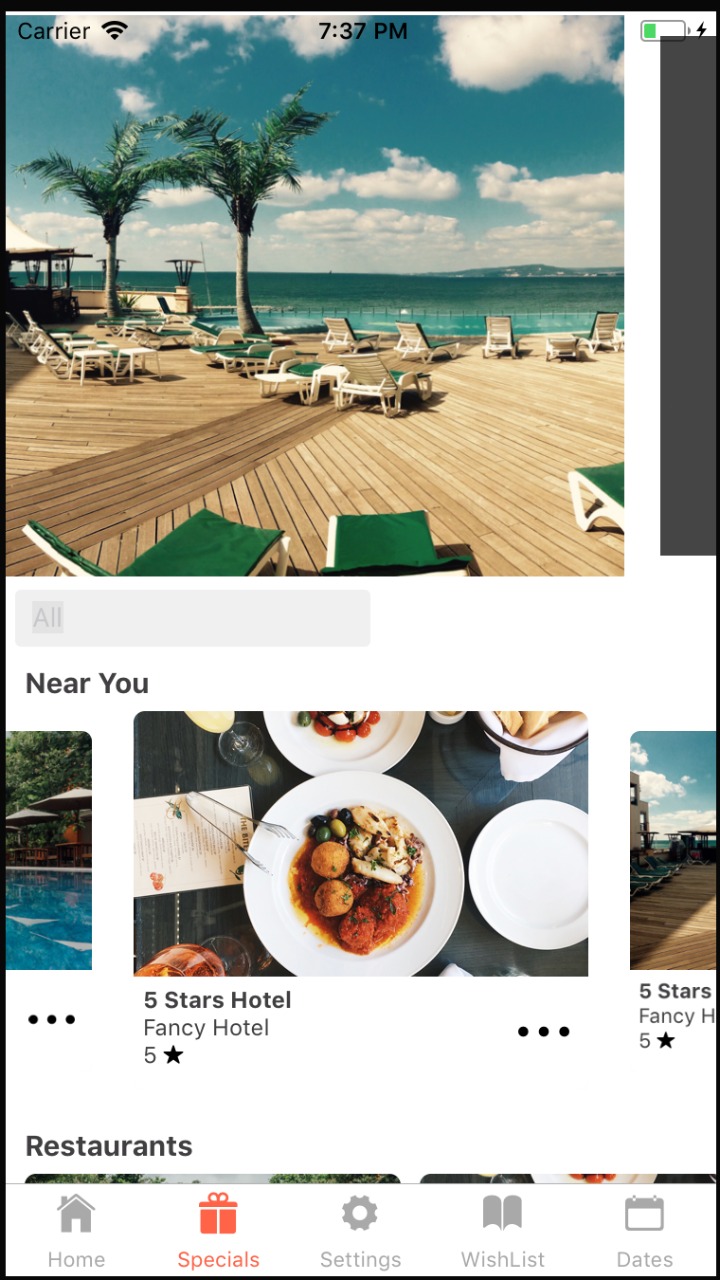 Carrier 7:37 PM
All
Near You
5 Stars Hotel
Fancy Hotel
5
5 Stars
Fancy H
5
Restaurants
Home Specials Settings WishList Dates